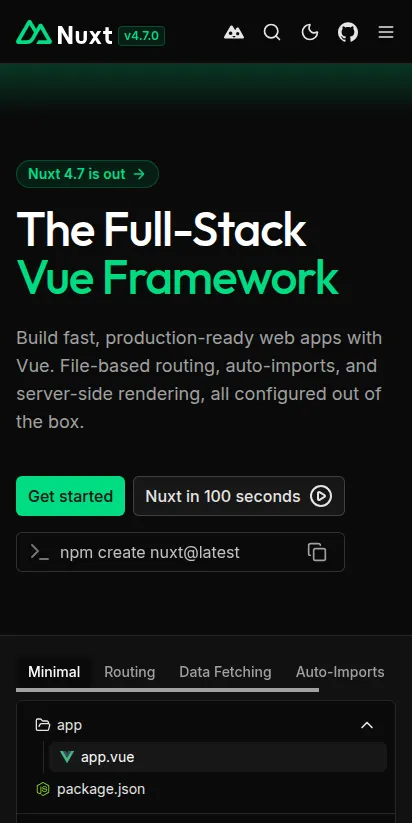 Nuxt v4.7.0
Nuxt 4.7 is out
The Full-Stack
Vue Framework
Build fast, production-ready web apps with
Vue. File-based routing, auto-imports, and
server-side rendering, all configured out of
the box.
Get started Nuxt in 100 seconds
npm create nuxt@latest
Minimal Routing Data Fetching Auto-Imports
app
app.vue
package.json